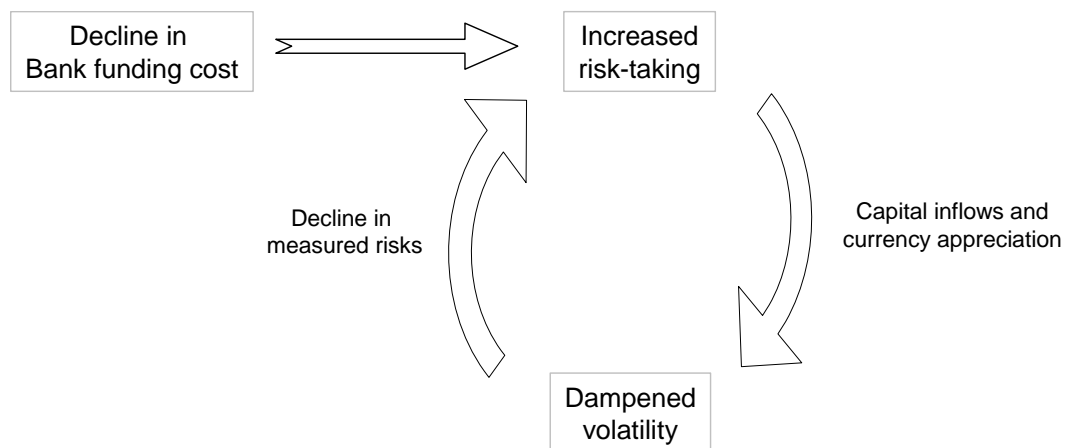 Decline in
Bank funding cost
Increased
risk-taking
Decline in
measured risks
Capital inflows and
currency appreciation
Dampened
volatility